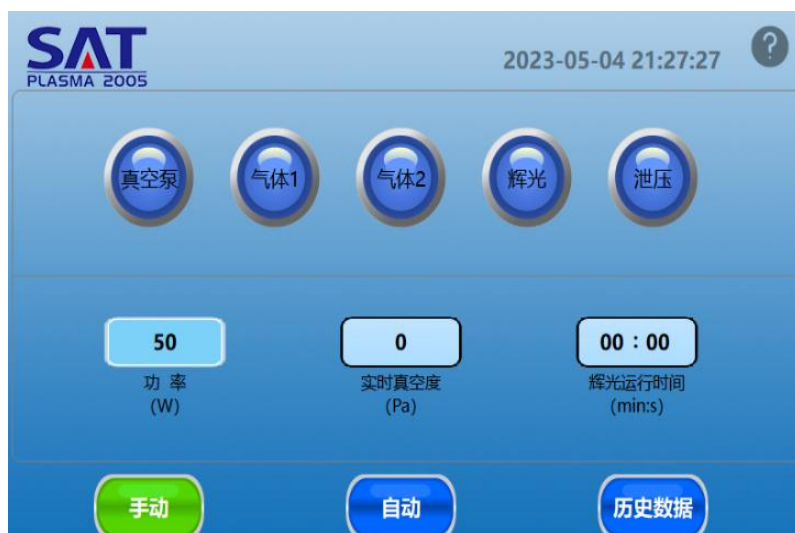 SAT
PLASMA 2005
2023-05-04 21:27:27
?
真空泵
气体1
气体2
辉光
泄压
50
0
00 : 00
功 率
(W)
实时真空度
(Pa)
辉光运行时间
(min:s)
手动
自动
历史数据